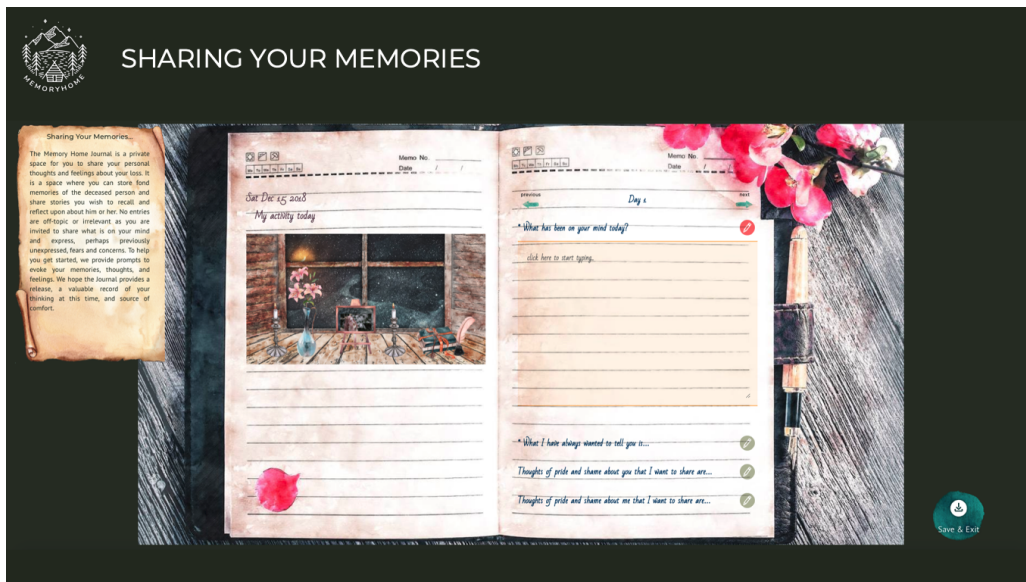 MEMORYHOME
SHARING YOUR MEMORIES
Sharing Your Memories...
The Memory Home Journal is a private
space for you to share your personal
thoughts and feelings about your loss. It
is a space where you can store fond
memories of the deceased person and
share stories you wish to recall and
reflect upon about him or her. No entries
are off-topic or irrelevant as you are
invited to share what is on your mind
and express, perhaps previously
unexpressed, fears and concerns. To help
you get started, we provide prompts to
evoke your memories, thoughts, and
feelings. We hope the Journal provides a
release, a valuable record of your
thinking at this time, and source of
comfort.
Memo No.
Date / /
Sat Dec 15 2018
My activity today
Memo No.
Date / /
previous
Day 1
next
* What has been on your mind today?
click here to start typing..
* What I have always wanted to tell you is...
Thoughts of pride and shame about you that I want to share are...
Thoughts of pride and shame about me that I want to share are...
Save & Exit